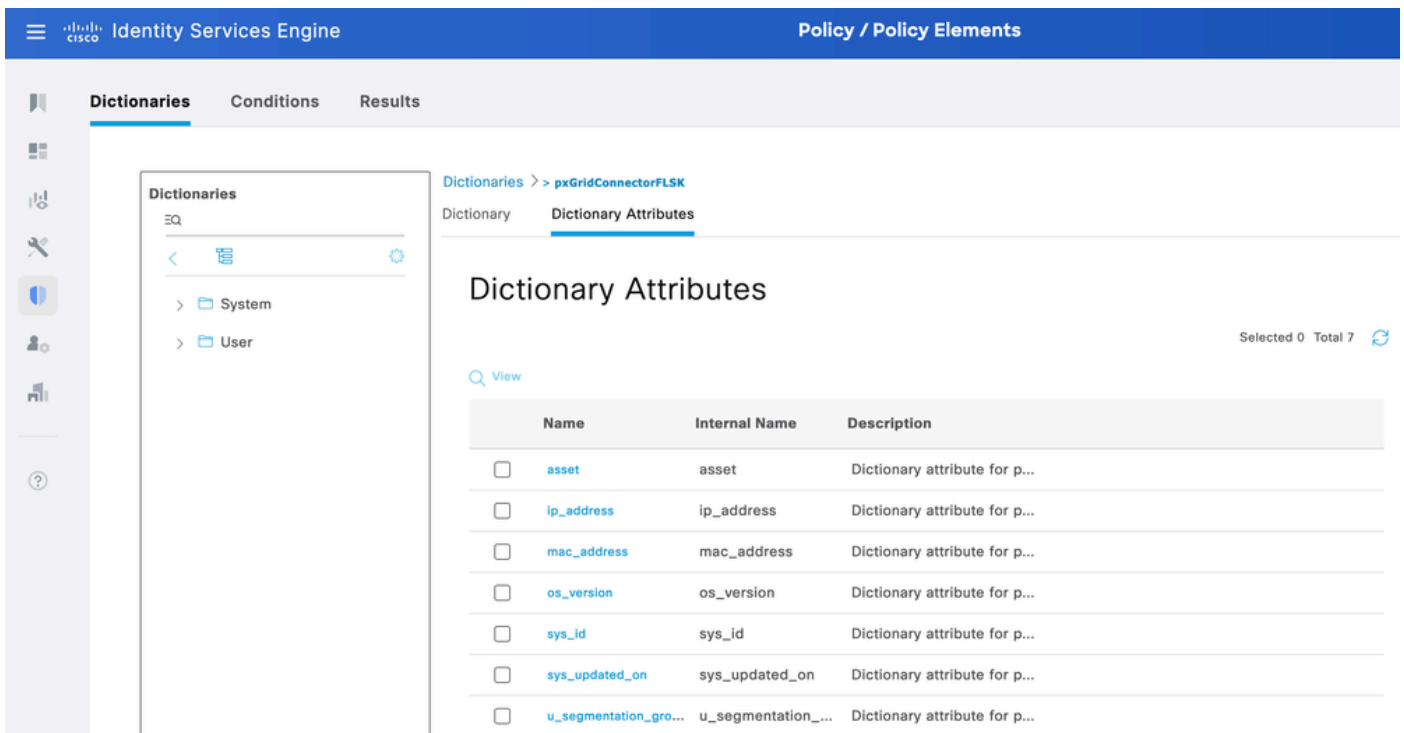 cisco Identity Services Engine Policy / Policy Elements
Dictionaries Conditions Results
Dictionaries
Dictionaries > > pxGridConnectorFLSK
Dictionary Dictionary Attributes
System
User
Dictionary Attributes
Selected 0 Total 7
View
Name Internal Name Description
asset asset Dictionary attribute for p...
ip_address ip_address Dictionary attribute for p...
mac_address mac_address Dictionary attribute for p...
os_version os_version Dictionary attribute for p...
sys_id sys_id Dictionary attribute for p...
sys_updated_on sys_updated_on Dictionary attribute for p...
u_segmentation_gro... u_segmentation_... Dictionary attribute for p...